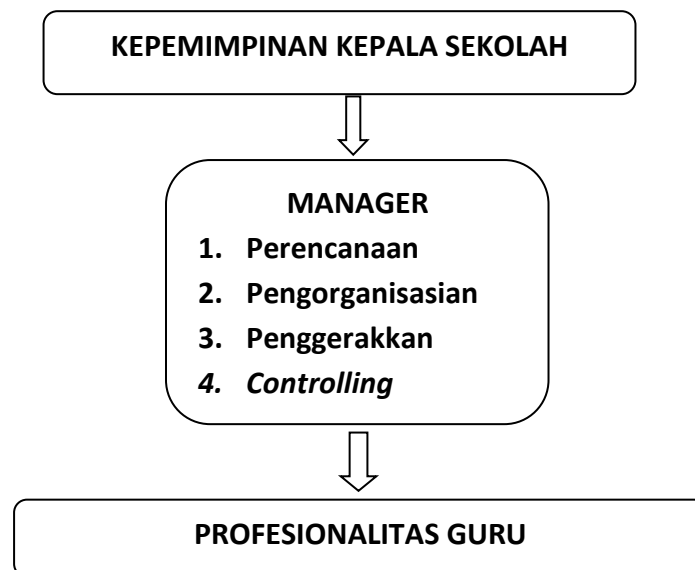 KEPEMIMPINAN KEPALA SEKOLAH
MANAGER
1. Perencanaan
2. Pengorganisasian
3. Penggerakkan
4. Controlling
PROFESIONALITAS GURU